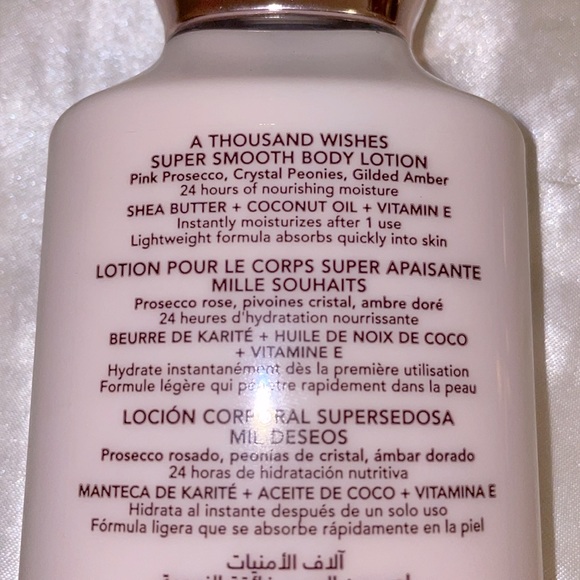 A THOUSAND WISHES
SUPER SMOOTH BODY LOTION
Pink Prosecco, Crystal Peonies, Gilded Amber
24 hours of nourishing moisture
SHEA BUTTER + COCONUT OIL + VITAMIN E
Instantly moisturizes after 1 use
Lightweight formula absorbs quickly into skin
LOTION POUR LE CORPS SUPER APAISANTE
MILLE SOUHAITS
Prosecco rose, pivoines cristal, ambre doré
24 heures d'hydratation nourrissante
BEURRE DE KARITÉ + HUILE DE NOIX DE COCO
+ VITAMINE E
Hydrate instantanément dès la première utilisation
Formule légère qui pénètre rapidement dans la peau
LOCIÓN CORPORAL SUPERSEDOSA
MIL DESEOS
Prosecco rosado, peonías de cristal, ámbar dorado
24 horas de hidratación nutritiva
MANTECA DE KARITÉ + ACEITE DE COCO + VITAMINA E
Hidrata al instante después de un solo uso
Fórmula ligera que se absorbe rápidamente en la piel
آلاف الأمنيات